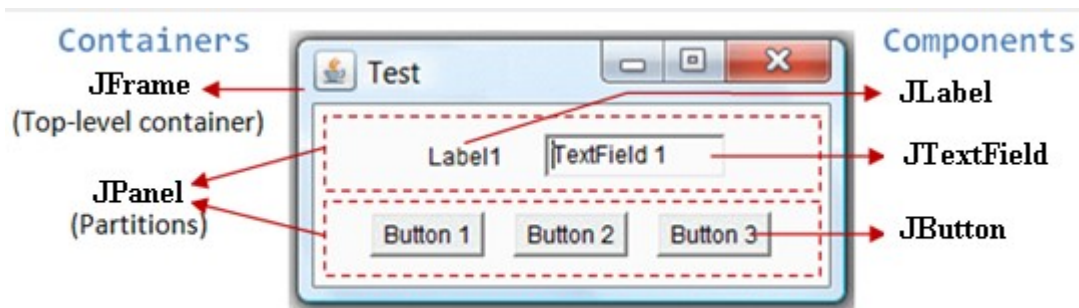 Containers
JFrame
(Top-level container)
JPanel
(Partitions)
Test
Label1 TextField 1
Button 1 Button 2 Button 3
Components
JLabel
JTextField
JButton